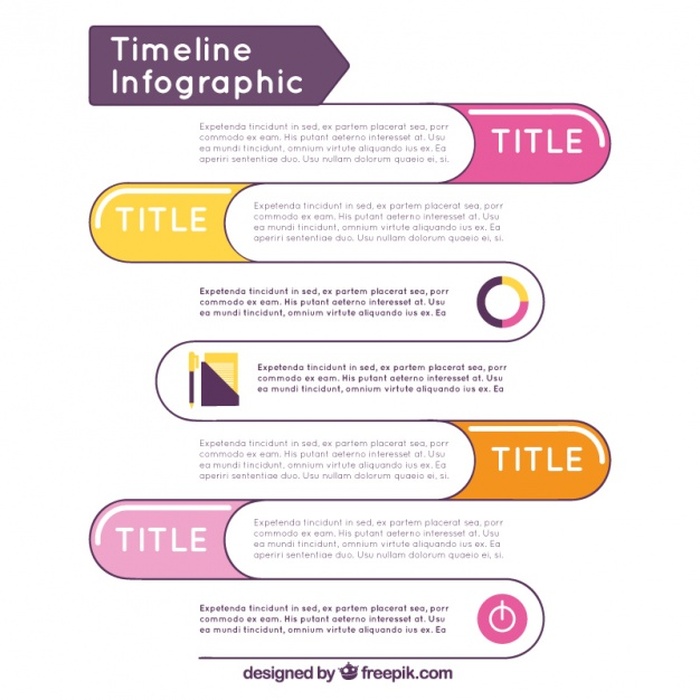 Timeline
Infographic
Expetenda tincidunt in sed, ex partem placerat sea, porr
commodo ex eam. His putant aeterno interesset at. Usu
ea mundi tincidunt, omnium virtute aliquando ius ex. Ea
aperiri sententiae duo. Usu nullam dolorum quaeio ei, si.
TITLE
TITLE
Expetenda tincidunt in sed, ex partem placerat sea, porr
commodo ex eam. His putant aeterno interesset at. Usu
ea mundi tincidunt, omnium virtute aliquando ius ex. Ea
aperiri sententiae duo. Usu nullam dolorum quaeio ei, si.
Expetenda tincidunt in sed, ex partem placerat sea, porr
commodo ex eam. His putant aeterno interesset at. Usu
ea mundi tincidunt, omnium virtute aliquando ius ex. Ea
Expetenda tincidunt in sed, ex partem placerat sea, porr
commodo ex eam. His putant aeterno interesset at. Usu
ea mundi tincidunt, omnium virtute aliquando ius ex. Ea
Expetenda tincidunt in sed, ex partem placerat sea, porr
commodo ex eam. His putant aeterno interesset at. Usu
ea mundi tincidunt, omnium virtute aliquando ius ex. Ea
aperiri sententiae duo. Usu nullam dolorum quaeio ei, si.
TITLE
TITLE
Expetenda tincidunt in sed, ex partem placerat sea, porr
commodo ex eam. His putant aeterno interesset at. Usu
ea mundi tincidunt, omnium virtute aliquando ius ex. Ea
aperiri sententiae duo. Usu nullam dolorum quaeio ei, si.
Expetenda tincidunt in sed, ex partem placerat sea, porr
commodo ex eam. His putant aeterno interesset at. Usu
ea mundi tincidunt, omnium virtute aliquando ius ex. Ea
designed by freepik.com